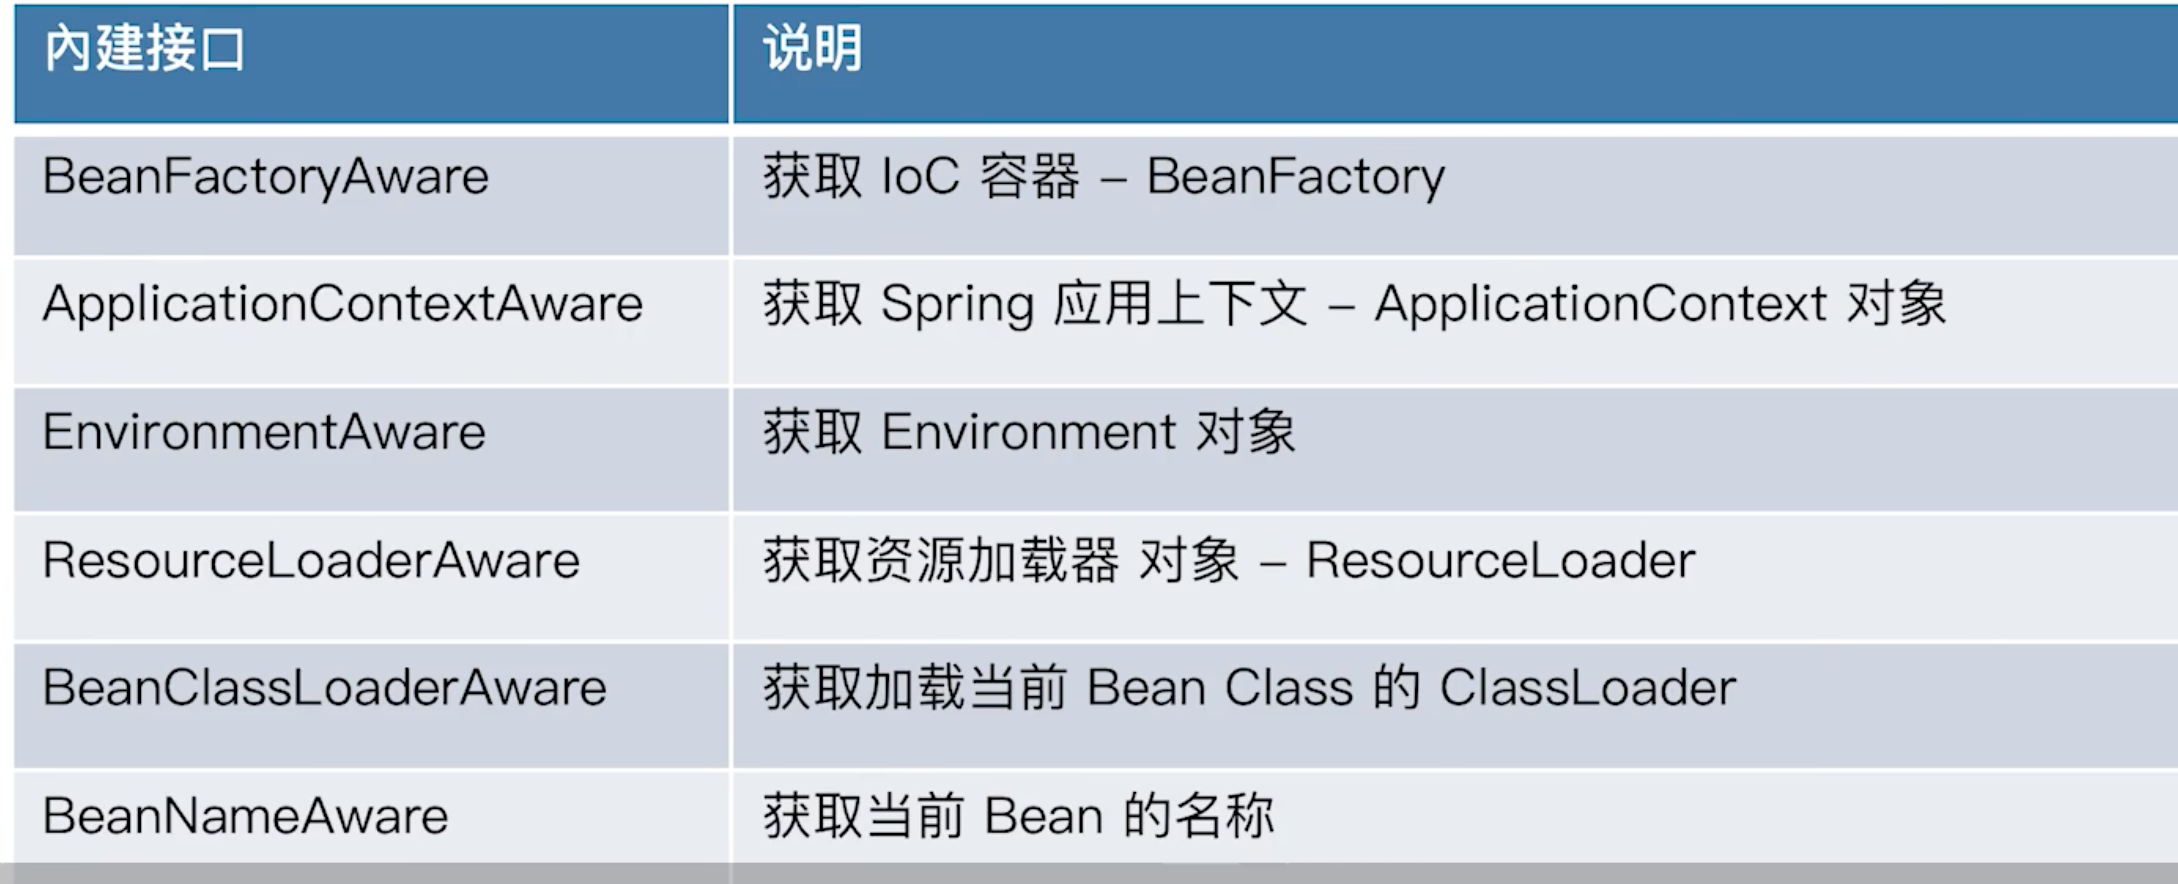 內建接口 说明
BeanFactoryAware 获取 IoC 容器 – BeanFactory
ApplicationContextAware 获取 Spring 应用上下文 – ApplicationContext 对象
EnvironmentAware 获取 Environment 对象
ResourceLoaderAware 获取资源加载器 对象 – ResourceLoader
BeanClassLoaderAware 获取加载当前 Bean Class 的 ClassLoader
BeanNameAware 获取当前 Bean 的名称